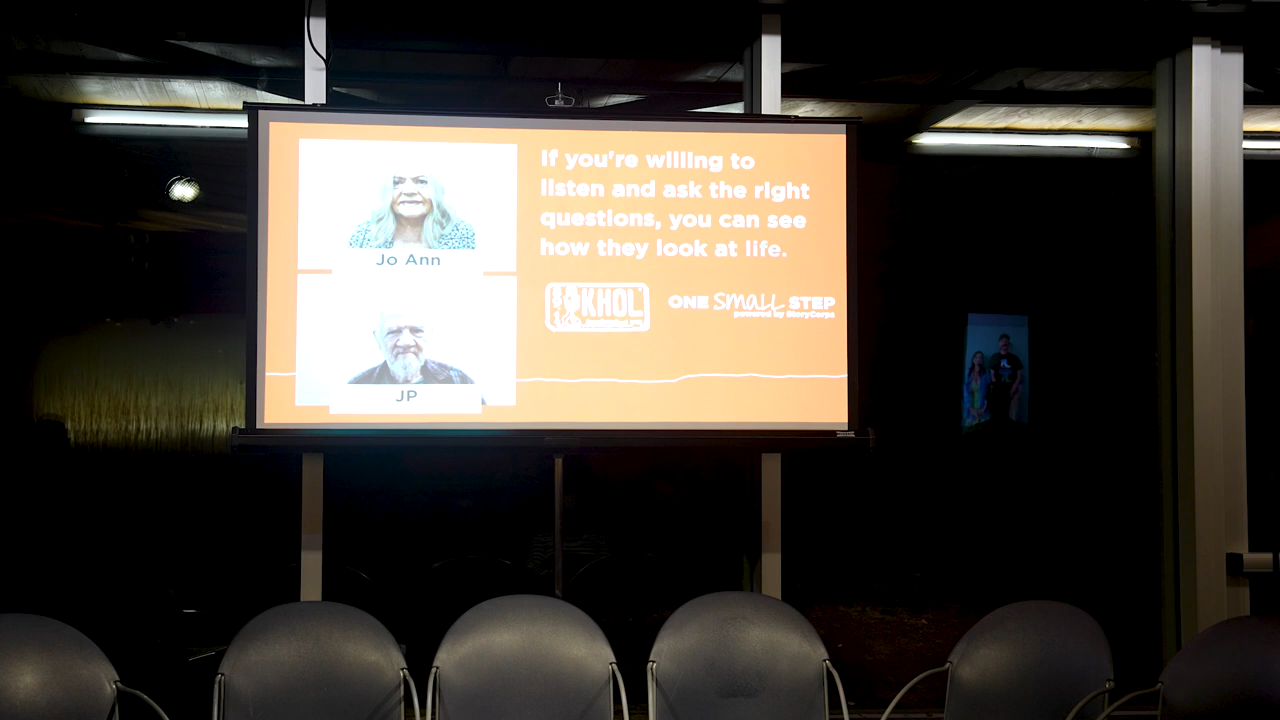 If you're willing to
listen and ask the right
questions, you can see
how they look at life.
Jo Ann
KHOL
ONE SMALL STEP
powered by StoryCorps
JP